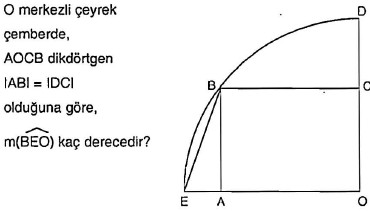 O merkezli çeyrek
çemberde,
AOCB dikdörtgen
|AB| = |DC|
olduğuna göre,
m(BEO) kaç derecedir?
D
B
C
E
A
O